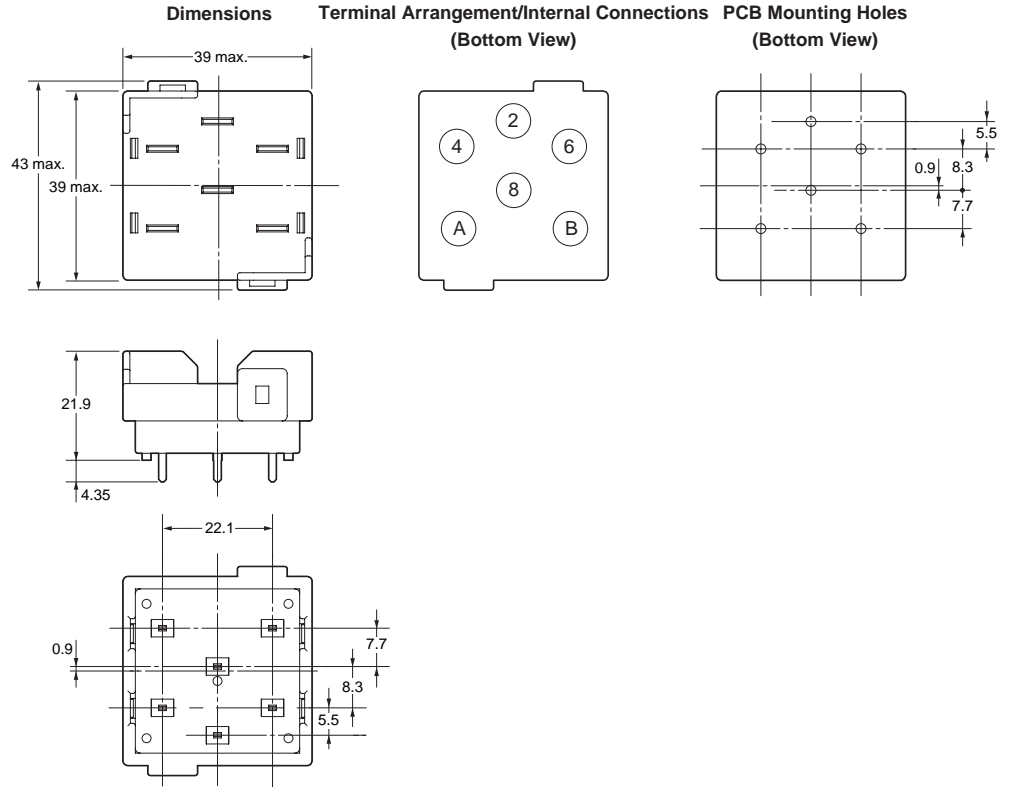 Dimensions
Terminal Arrangement/Internal Connections
(Bottom View)
PCB Mounting Holes
(Bottom View)
39 max.
43 max.
39 max.
2
4
6
8
A
B
5.5
0.9
8.3
7.7
21.9
4.35
22.1
0.9
7.7
8.3
5.5